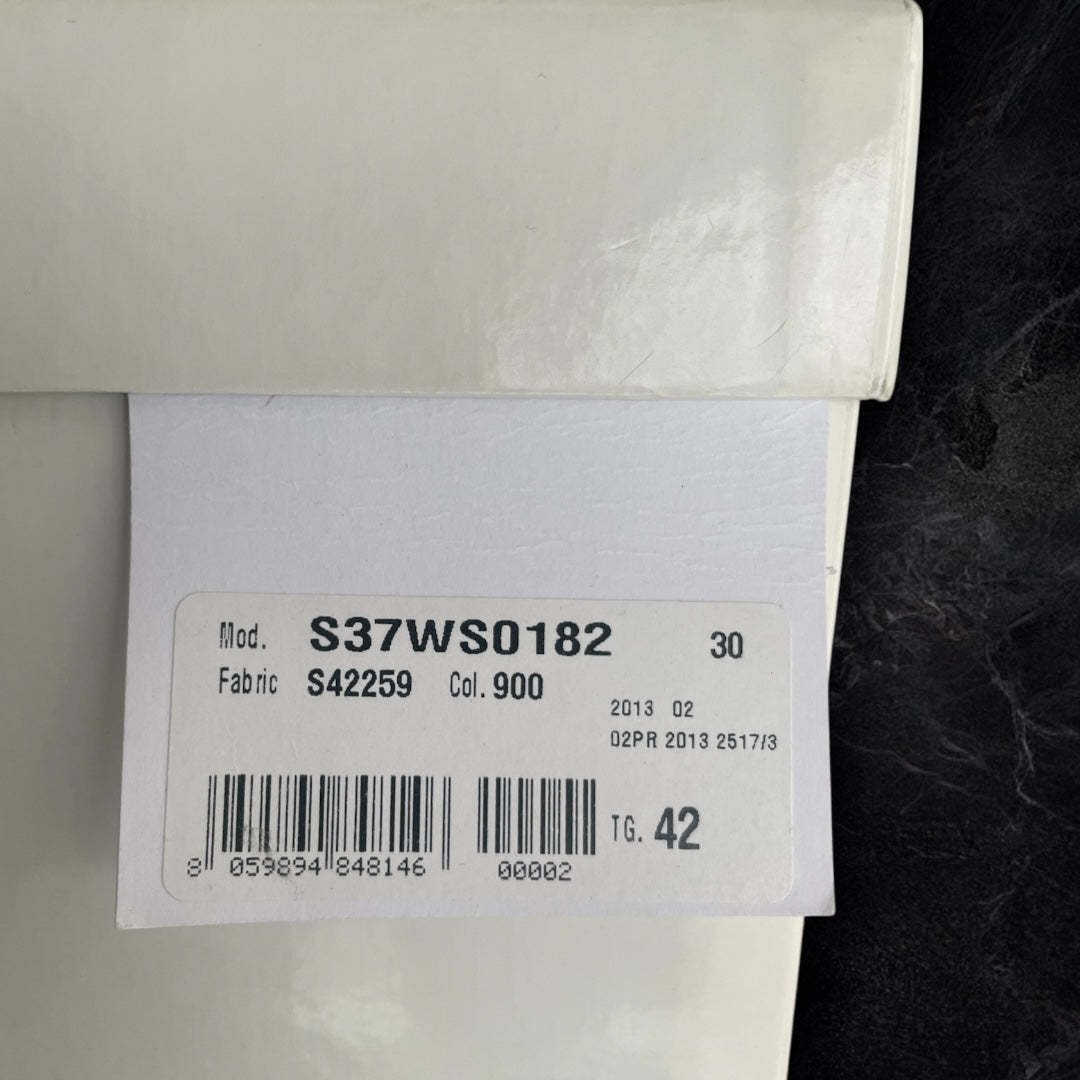 Mod. S37WS0182 30
Fabric S42259 Col. 900
2013 02
02PR 2013 2517/3
TG. 42
8 059894 848146 00002